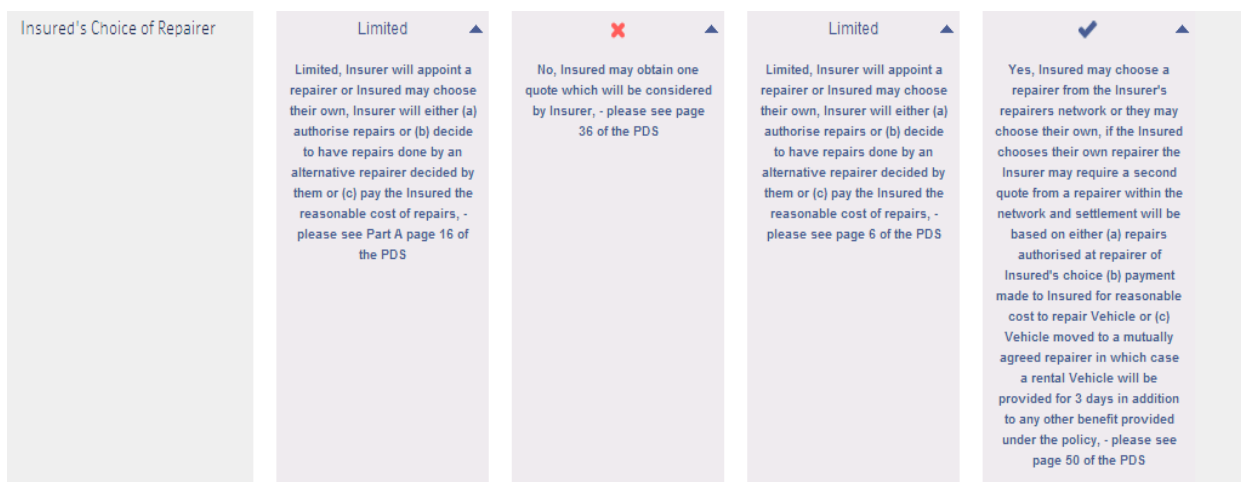 Insured's Choice of Repairer
Limited
Limited, Insurer will appoint a
repairer or Insured may choose
their own, Insurer will either (a)
authorise repairs or (b) decide
to have repairs done by an
alternative repairer decided by
them or (c) pay the Insured the
reasonable cost of repairs, -
please see Part A page 16 of
the PDS
No, Insured may obtain one
quote which will be considered
by Insurer, - please see page
36 of the PDS
Limited
Limited, Insurer will appoint a
repairer or Insured may choose
their own, Insurer will either (a)
authorise repairs or (b) decide
to have repairs done by an
alternative repairer decided by
them or (c) pay the Insured the
reasonable cost of repairs, -
please see page 6 of the PDS
Yes, Insured may choose a
repairer from the Insurer's
repairers network or they may
choose their own, if the Insured
chooses their own repairer the
Insurer may require a second
quote from a repairer within the
network and settlement will be
based on either (a) repairs
authorised at repairer of
Insured's choice (b) payment
made to Insured for reasonable
cost to repair Vehicle or (c)
Vehicle moved to a mutually
agreed repairer in which case
a rental Vehicle will be
provided for 3 days in addition
to any other benefit provided
under the policy, - please see
page 50 of the PDS